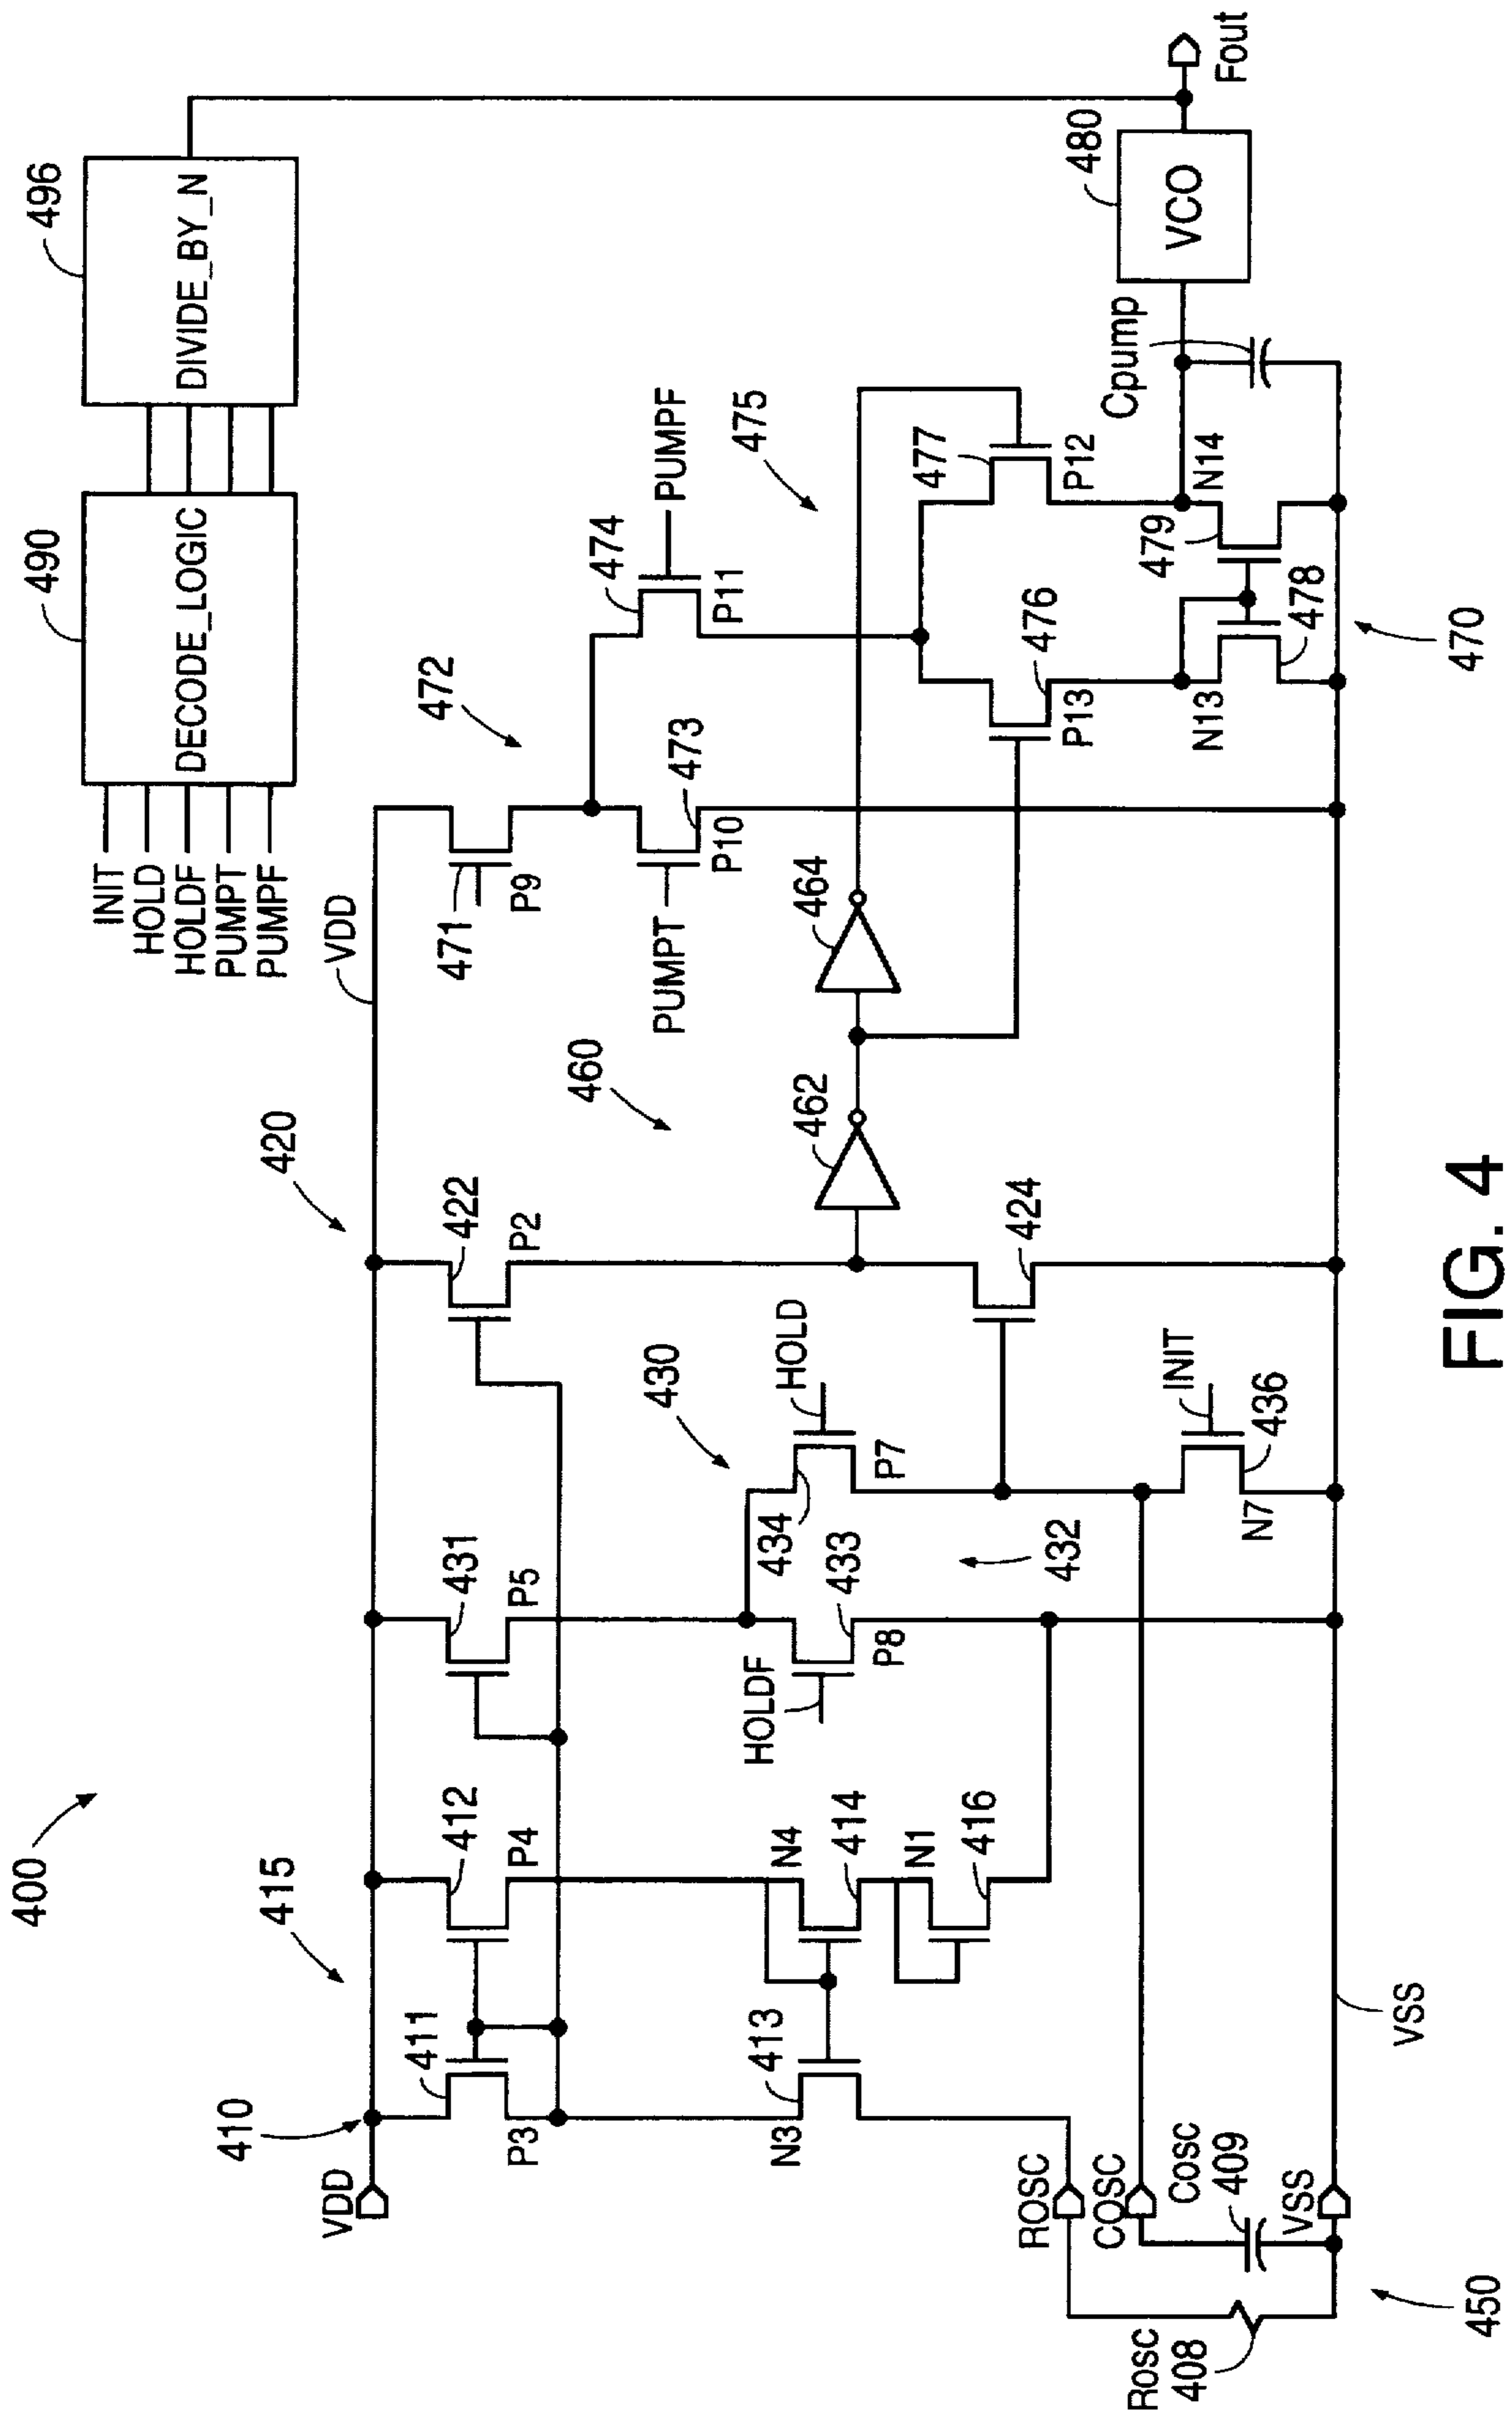 400
410
415
420
VDD
VDD
411
P3
412
P4
431
P5
422
P2
430
HOLDF
433
P8
434
HOLD
P7
432
N3
413
N4
414
N1
416
424
INIT
436
N7
ROSC
COSC
Rosc
408
Cosc
409
VSS
VSS
450
460
462
464
INIT
HOLD
HOLDF
PUMPT
PUMPF
490
DECODE_LOGIC
496
DIVIDE_BY_N
471
P9
472
PUMPT
473
P10
474
PUMPF
P11
475
476
P13
477
P12
N13
478
479
N14
470
Cpump
480
VCO
Fout
FIG. 4